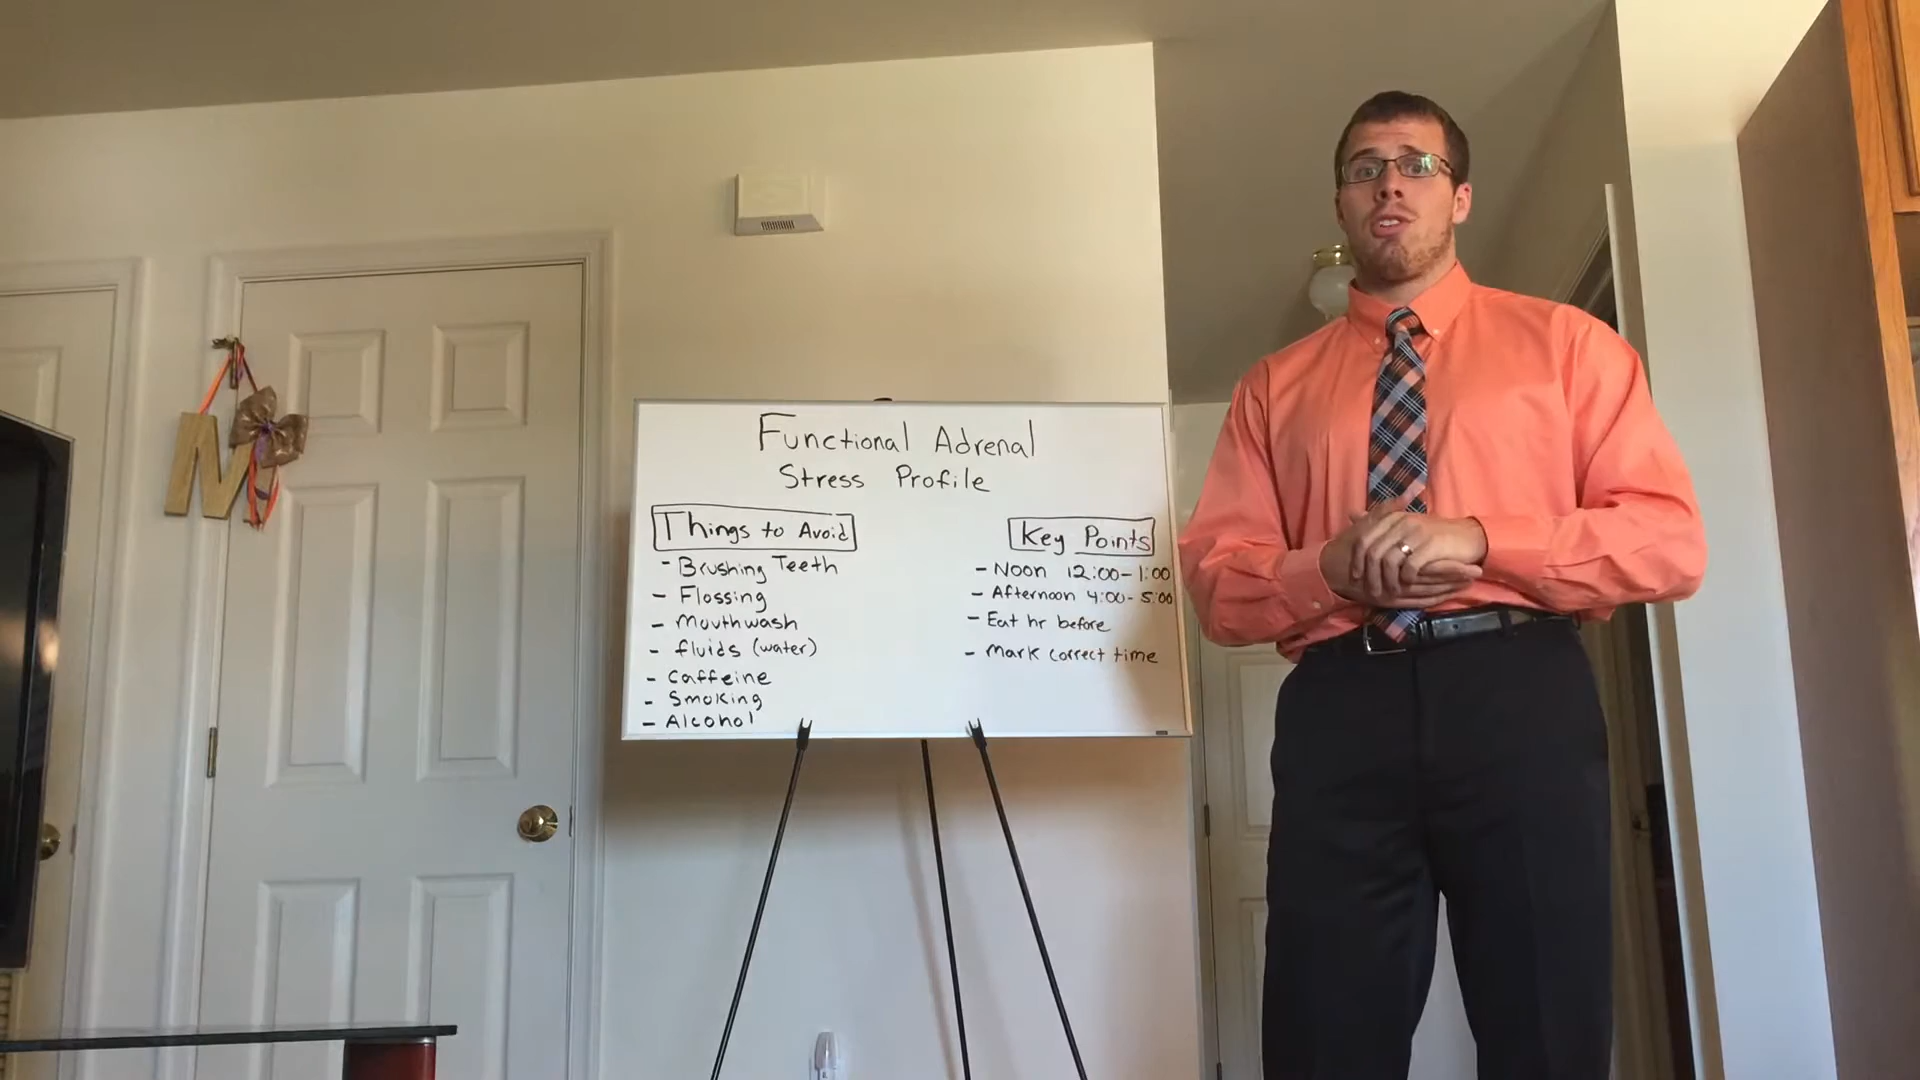 N
Functional Adrenal
Stress Profile
Things to Avoid
- Brushing Teeth
- Flossing
- Mouthwash
- fluids (water)
- Caffeine
- Smoking
- Alcohol
Key Points
- Noon 12:00-1:00
- Afternoon 4:00-5:00
- Eat hr before
- Mark correct time